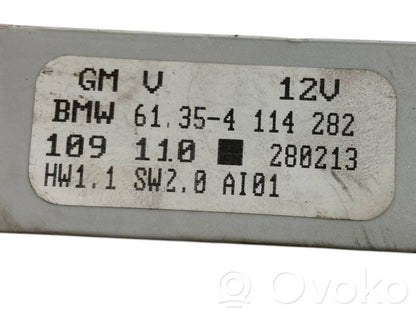 GM V 12V
BMW 61.35-4 114 282
109 110 ■ 280213
HW1.1 SW2.0 AI01
OVOKO